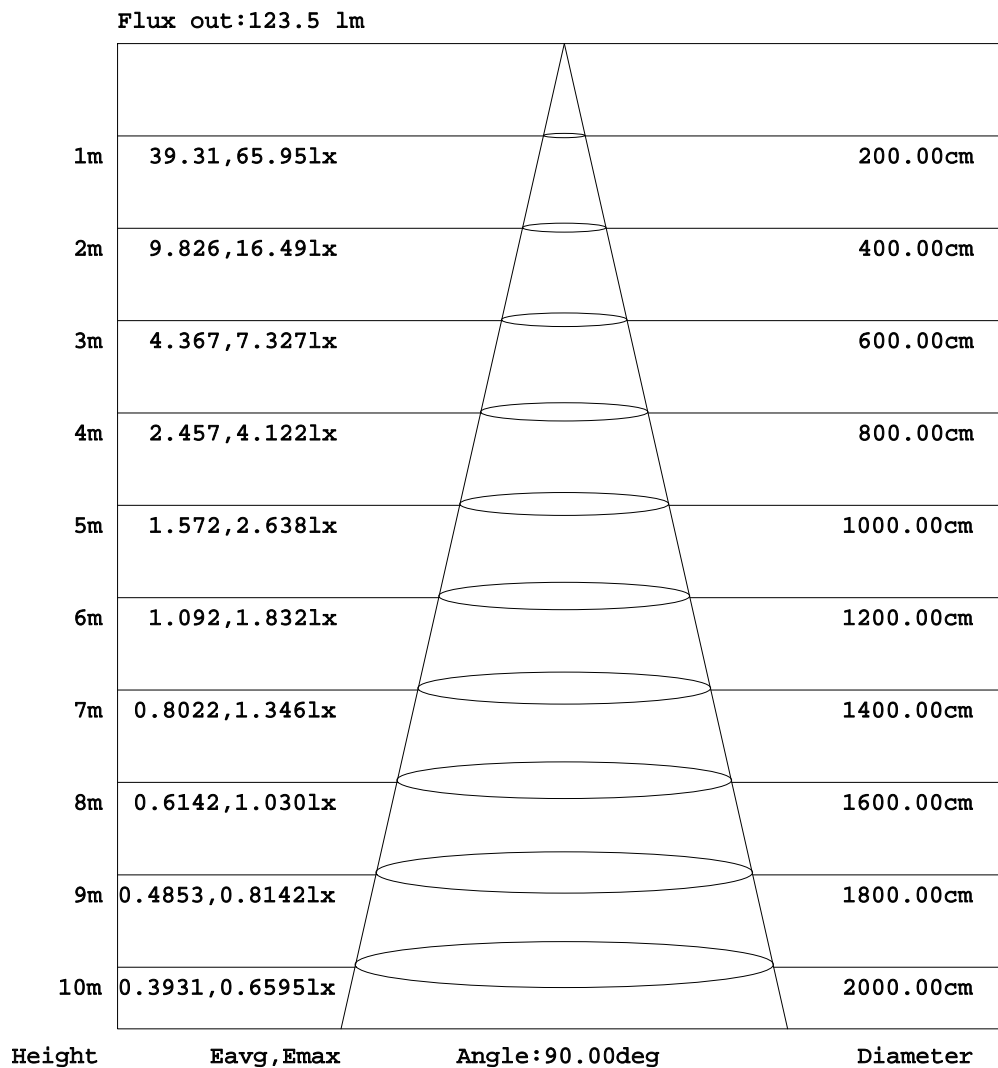 Flux out:123.5 lm
1m 39.31,65.95lx 200.00cm
2m 9.826,16.49lx 400.00cm
3m 4.367,7.327lx 600.00cm
4m 2.457,4.122lx 800.00cm
5m 1.572,2.638lx 1000.00cm
6m 1.092,1.832lx 1200.00cm
7m 0.8022,1.346lx 1400.00cm
8m 0.6142,1.030lx 1600.00cm
9m 0.4853,0.8142lx 1800.00cm
10m 0.3931,0.6595lx 2000.00cm
Height Eavg,Emax Angle:90.00deg Diameter